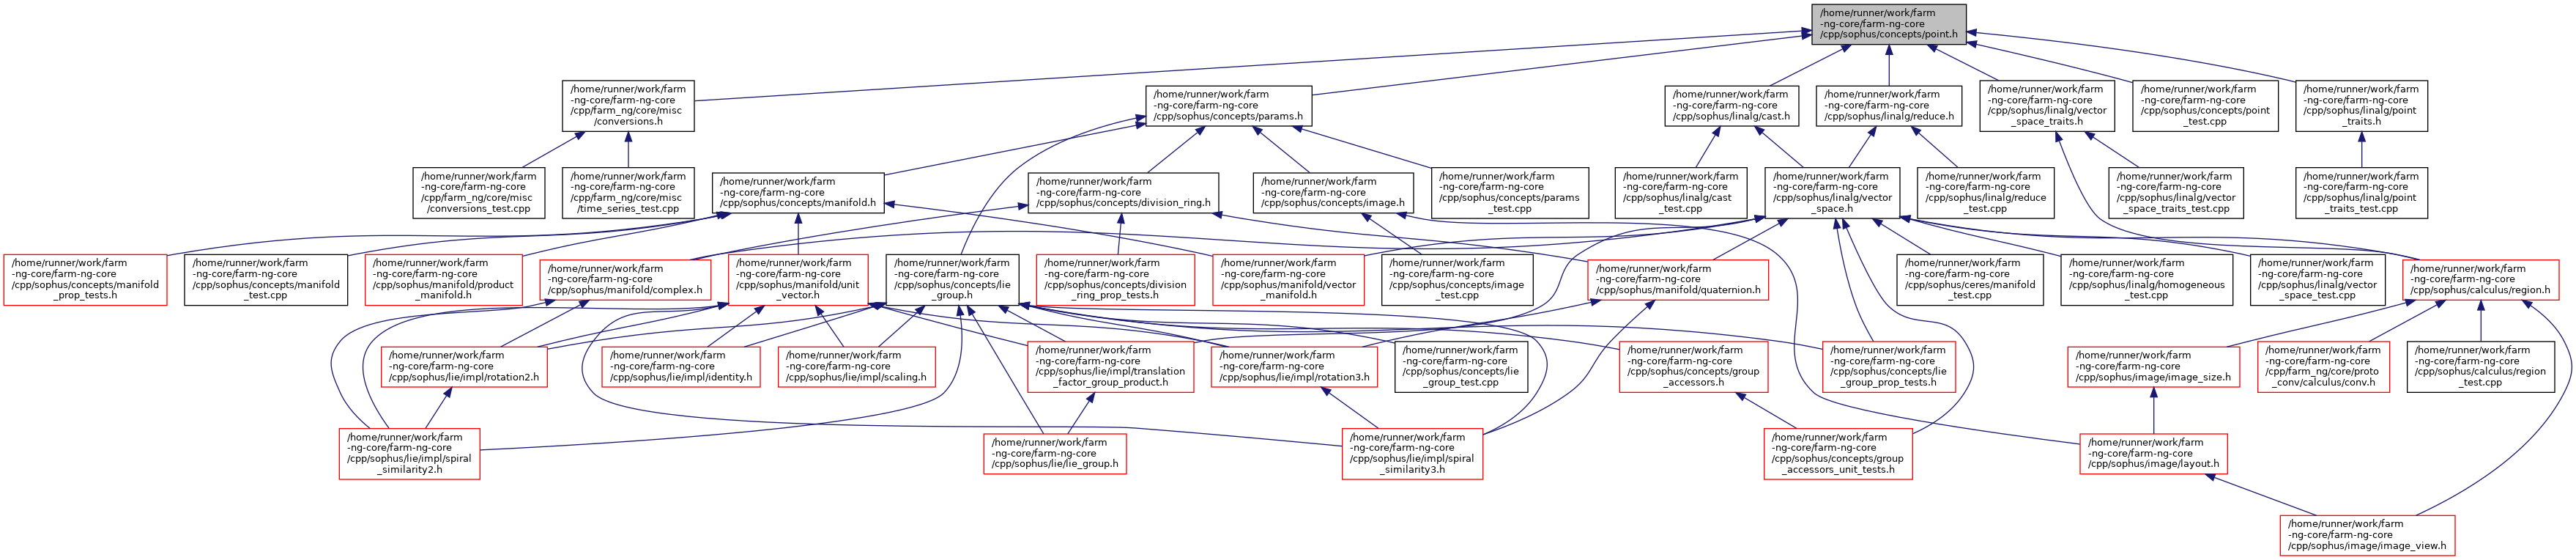 /home/runner/work/farm
-ng-core/farm-ng-core
/cpp/sophus/concepts/point.h
/home/runner/work/farm
-ng-core/farm-ng-core
/cpp/farm_ng/core/misc
/conversions.h
/home/runner/work/farm
-ng-core/farm-ng-core
/cpp/sophus/concepts/params.h
/home/runner/work/farm
-ng-core/farm-ng-core
/cpp/sophus/linalg/cast.h
/home/runner/work/farm
-ng-core/farm-ng-core
/cpp/sophus/linalg/reduce.h
/home/runner/work/farm
-ng-core/farm-ng-core
/cpp/sophus/linalg/vector
_space_traits.h
/home/runner/work/farm
-ng-core/farm-ng-core
/cpp/sophus/concepts/point
_test.cpp
/home/runner/work/farm
-ng-core/farm-ng-core
/cpp/sophus/linalg/point
_traits.h
/home/runner/work/farm
-ng-core/farm-ng-core
/cpp/farm_ng/core/misc
/conversions_test.cpp
/home/runner/work/farm
-ng-core/farm-ng-core
/cpp/farm_ng/core/misc
/time_series_test.cpp
/home/runner/work/farm
-ng-core/farm-ng-core
/cpp/sophus/concepts/manifold.h
/home/runner/work/farm
-ng-core/farm-ng-core
/cpp/sophus/concepts/division_ring.h
/home/runner/work/farm
-ng-core/farm-ng-core
/cpp/sophus/concepts/image.h
/home/runner/work/farm
-ng-core/farm-ng-core
/cpp/sophus/concepts/params
_test.cpp
/home/runner/work/farm
-ng-core/farm-ng-core
/cpp/sophus/linalg/cast
_test.cpp
/home/runner/work/farm
-ng-core/farm-ng-core
/cpp/sophus/linalg/vector
_space.h
/home/runner/work/farm
-ng-core/farm-ng-core
/cpp/sophus/linalg/reduce
_test.cpp
/home/runner/work/farm
-ng-core/farm-ng-core
/cpp/sophus/linalg/vector
_space_traits_test.cpp
/home/runner/work/farm
-ng-core/farm-ng-core
/cpp/sophus/linalg/point
_traits_test.cpp
/home/runner/work/farm
-ng-core/farm-ng-core
/cpp/sophus/concepts/manifold
_prop_tests.h
/home/runner/work/farm
-ng-core/farm-ng-core
/cpp/sophus/concepts/manifold
_test.cpp
/home/runner/work/farm
-ng-core/farm-ng-core
/cpp/sophus/manifold/product
_manifold.h
/home/runner/work/farm
-ng-core/farm-ng-core
/cpp/sophus/manifold/complex.h
/home/runner/work/farm
-ng-core/farm-ng-core
/cpp/sophus/manifold/unit
_vector.h
/home/runner/work/farm
-ng-core/farm-ng-core
/cpp/sophus/concepts/lie
_group.h
/home/runner/work/farm
-ng-core/farm-ng-core
/cpp/sophus/concepts/division
_ring_prop_tests.h
/home/runner/work/farm
-ng-core/farm-ng-core
/cpp/sophus/manifold/vector
_manifold.h
/home/runner/work/farm
-ng-core/farm-ng-core
/cpp/sophus/concepts/image
_test.cpp
/home/runner/work/farm
-ng-core/farm-ng-core
/cpp/sophus/manifold/quaternion.h
/home/runner/work/farm
-ng-core/farm-ng-core
/cpp/sophus/ceres/manifold
_test.cpp
/home/runner/work/farm
-ng-core/farm-ng-core
/cpp/sophus/linalg/homogeneous
_test.cpp
/home/runner/work/farm
-ng-core/farm-ng-core
/cpp/sophus/linalg/vector
_space_test.cpp
/home/runner/work/farm
-ng-core/farm-ng-core
/cpp/sophus/calculus/region.h
/home/runner/work/farm
-ng-core/farm-ng-core
/cpp/sophus/lie/impl/rotation2.h
/home/runner/work/farm
-ng-core/farm-ng-core
/cpp/sophus/lie/impl/identity.h
/home/runner/work/farm
-ng-core/farm-ng-core
/cpp/sophus/lie/impl/scaling.h
/home/runner/work/farm
-ng-core/farm-ng-core
/cpp/sophus/lie/impl/translation
_factor_group_product.h
/home/runner/work/farm
-ng-core/farm-ng-core
/cpp/sophus/lie/impl/rotation3.h
/home/runner/work/farm
-ng-core/farm-ng-core
/cpp/sophus/concepts/lie
_group_test.cpp
/home/runner/work/farm
-ng-core/farm-ng-core
/cpp/sophus/concepts/group
_accessors.h
/home/runner/work/farm
-ng-core/farm-ng-core
/cpp/sophus/concepts/lie
_group_prop_tests.h
/home/runner/work/farm
-ng-core/farm-ng-core
/cpp/sophus/image/image_size.h
/home/runner/work/farm
-ng-core/farm-ng-core
/cpp/farm_ng/core/proto
_conv/calculus/conv.h
/home/runner/work/farm
-ng-core/farm-ng-core
/cpp/sophus/calculus/region
_test.cpp
/home/runner/work/farm
-ng-core/farm-ng-core
/cpp/sophus/lie/impl/spiral
_similarity2.h
/home/runner/work/farm
-ng-core/farm-ng-core
/cpp/sophus/lie/lie_group.h
/home/runner/work/farm
-ng-core/farm-ng-core
/cpp/sophus/lie/impl/spiral
_similarity3.h
/home/runner/work/farm
-ng-core/farm-ng-core
/cpp/sophus/concepts/group
_accessors_unit_tests.h
/home/runner/work/farm
-ng-core/farm-ng-core
/cpp/sophus/image/layout.h
/home/runner/work/farm
-ng-core/farm-ng-core
/cpp/sophus/image/image_view.h